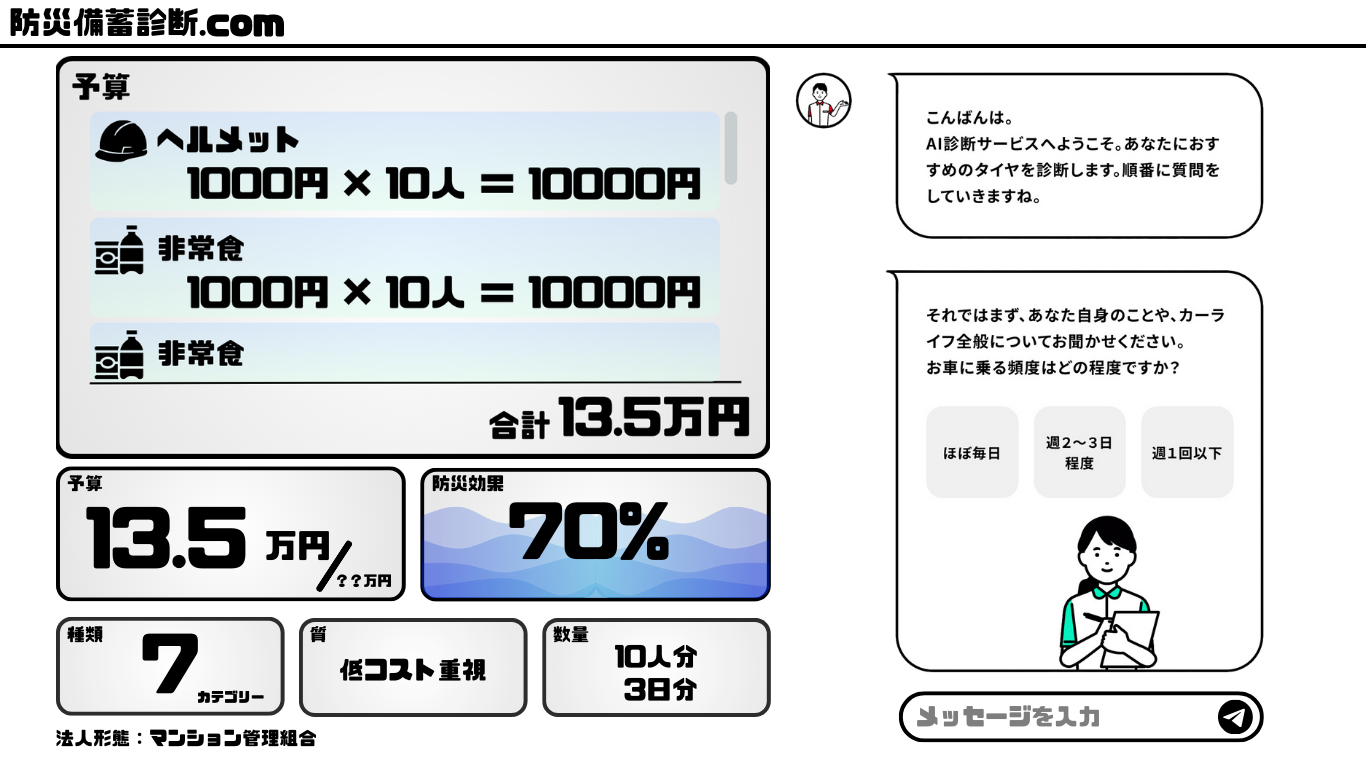 防災備蓄診断.com
予算
ヘルメット
1000円 × 10人 = 10000円
非常食
1000円 × 10人 = 10000円
非常食
合計 13.5万円
予算
13.5 万円/??万円
防災効果
70%
種類
7
カテゴリー
質
低コスト重視
数量
10人分
3日分
法人形態：マンション管理組合
こんばんは。
AI診断サービスへようこそ。あなたにおす
すめのタイヤを診断します。順番に質問を
していきますね。
それではまず、あなた自身のことや、カーラ
イフ全般についてお聞かせください。
お車に乗る頻度はどの程度ですか？
ほぼ毎日
週2～3日
程度
週1回以下
メッセージを入力